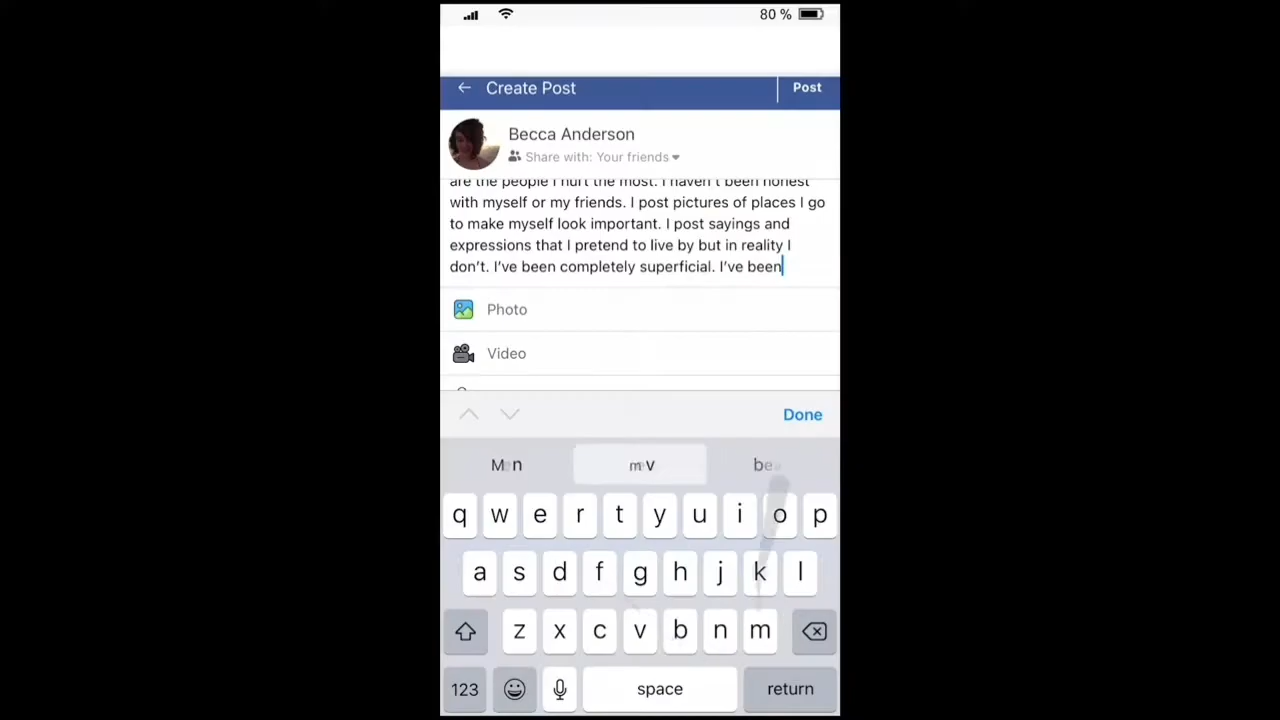 80 %
Create Post
Post
Becca Anderson
Share with: Your friends
are the people I hurt the most. I haven't been honest
with myself or my friends. I post pictures of places I go
to make myself look important. I post sayings and
expressions that I pretend to live by but in reality I
don't. I've been completely superficial. I've been
Photo
Video
Done
q w e r t y u i o p
a s d f g h j k l
z x c v b n m
123 space return